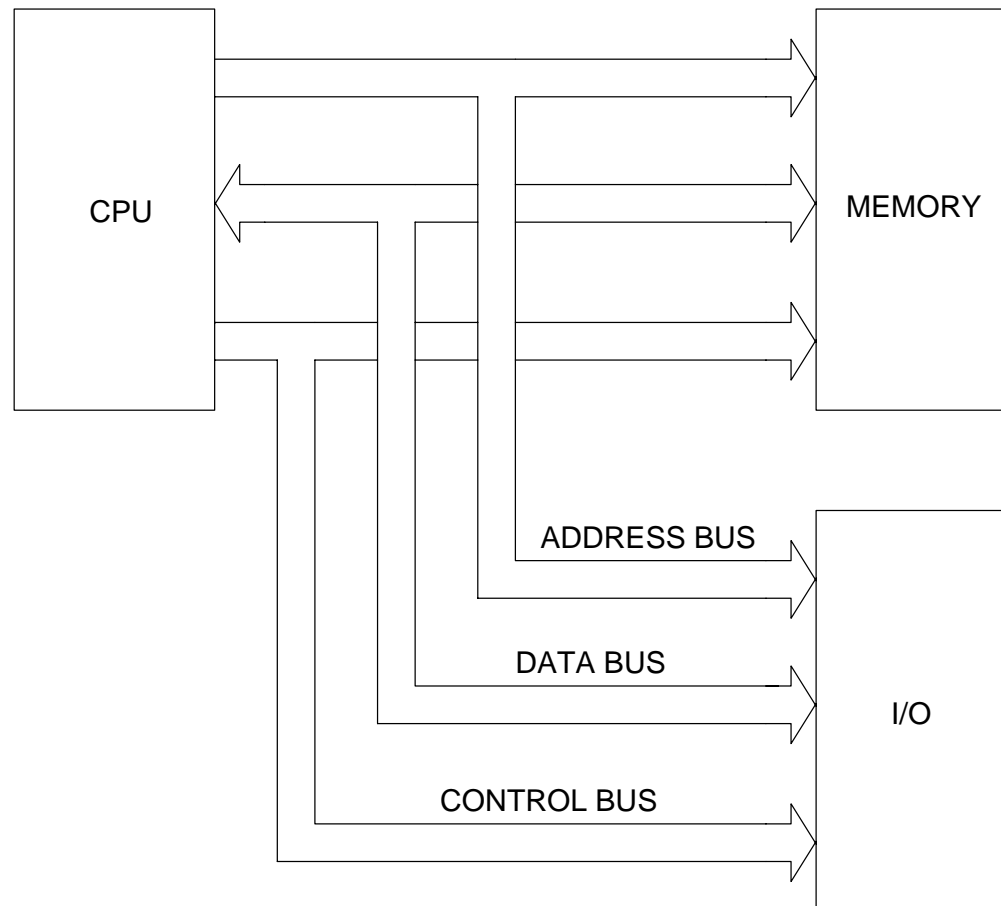 CPU
MEMORY
ADDRESS BUS
DATA BUS
I/O
CONTROL BUS